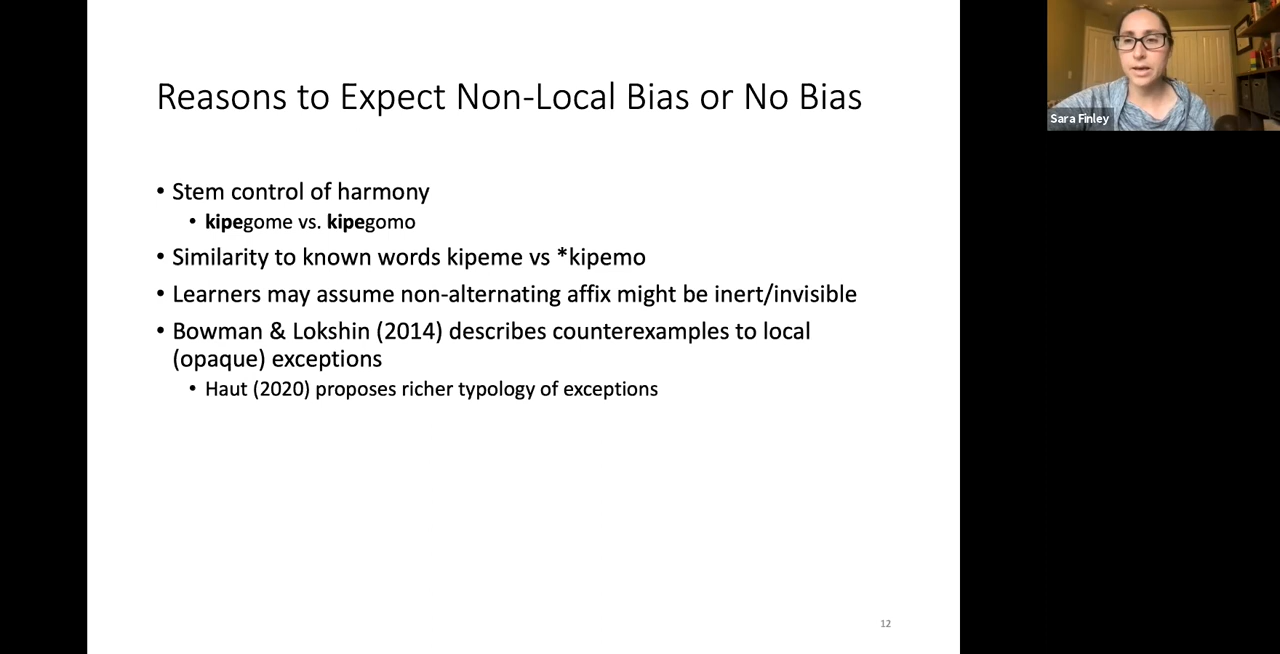 Reasons to Expect Non-Local Bias or No Bias
• Stem control of harmony
• kipegome vs. kipegomo
• Similarity to known words kipeme vs *kipemo
• Learners may assume non-alternating affix might be inert/invisible
• Bowman & Lokshin (2014) describes counterexamples to local
(opaque) exceptions
• Haut (2020) proposes richer typology of exceptions
12
Sara Finley